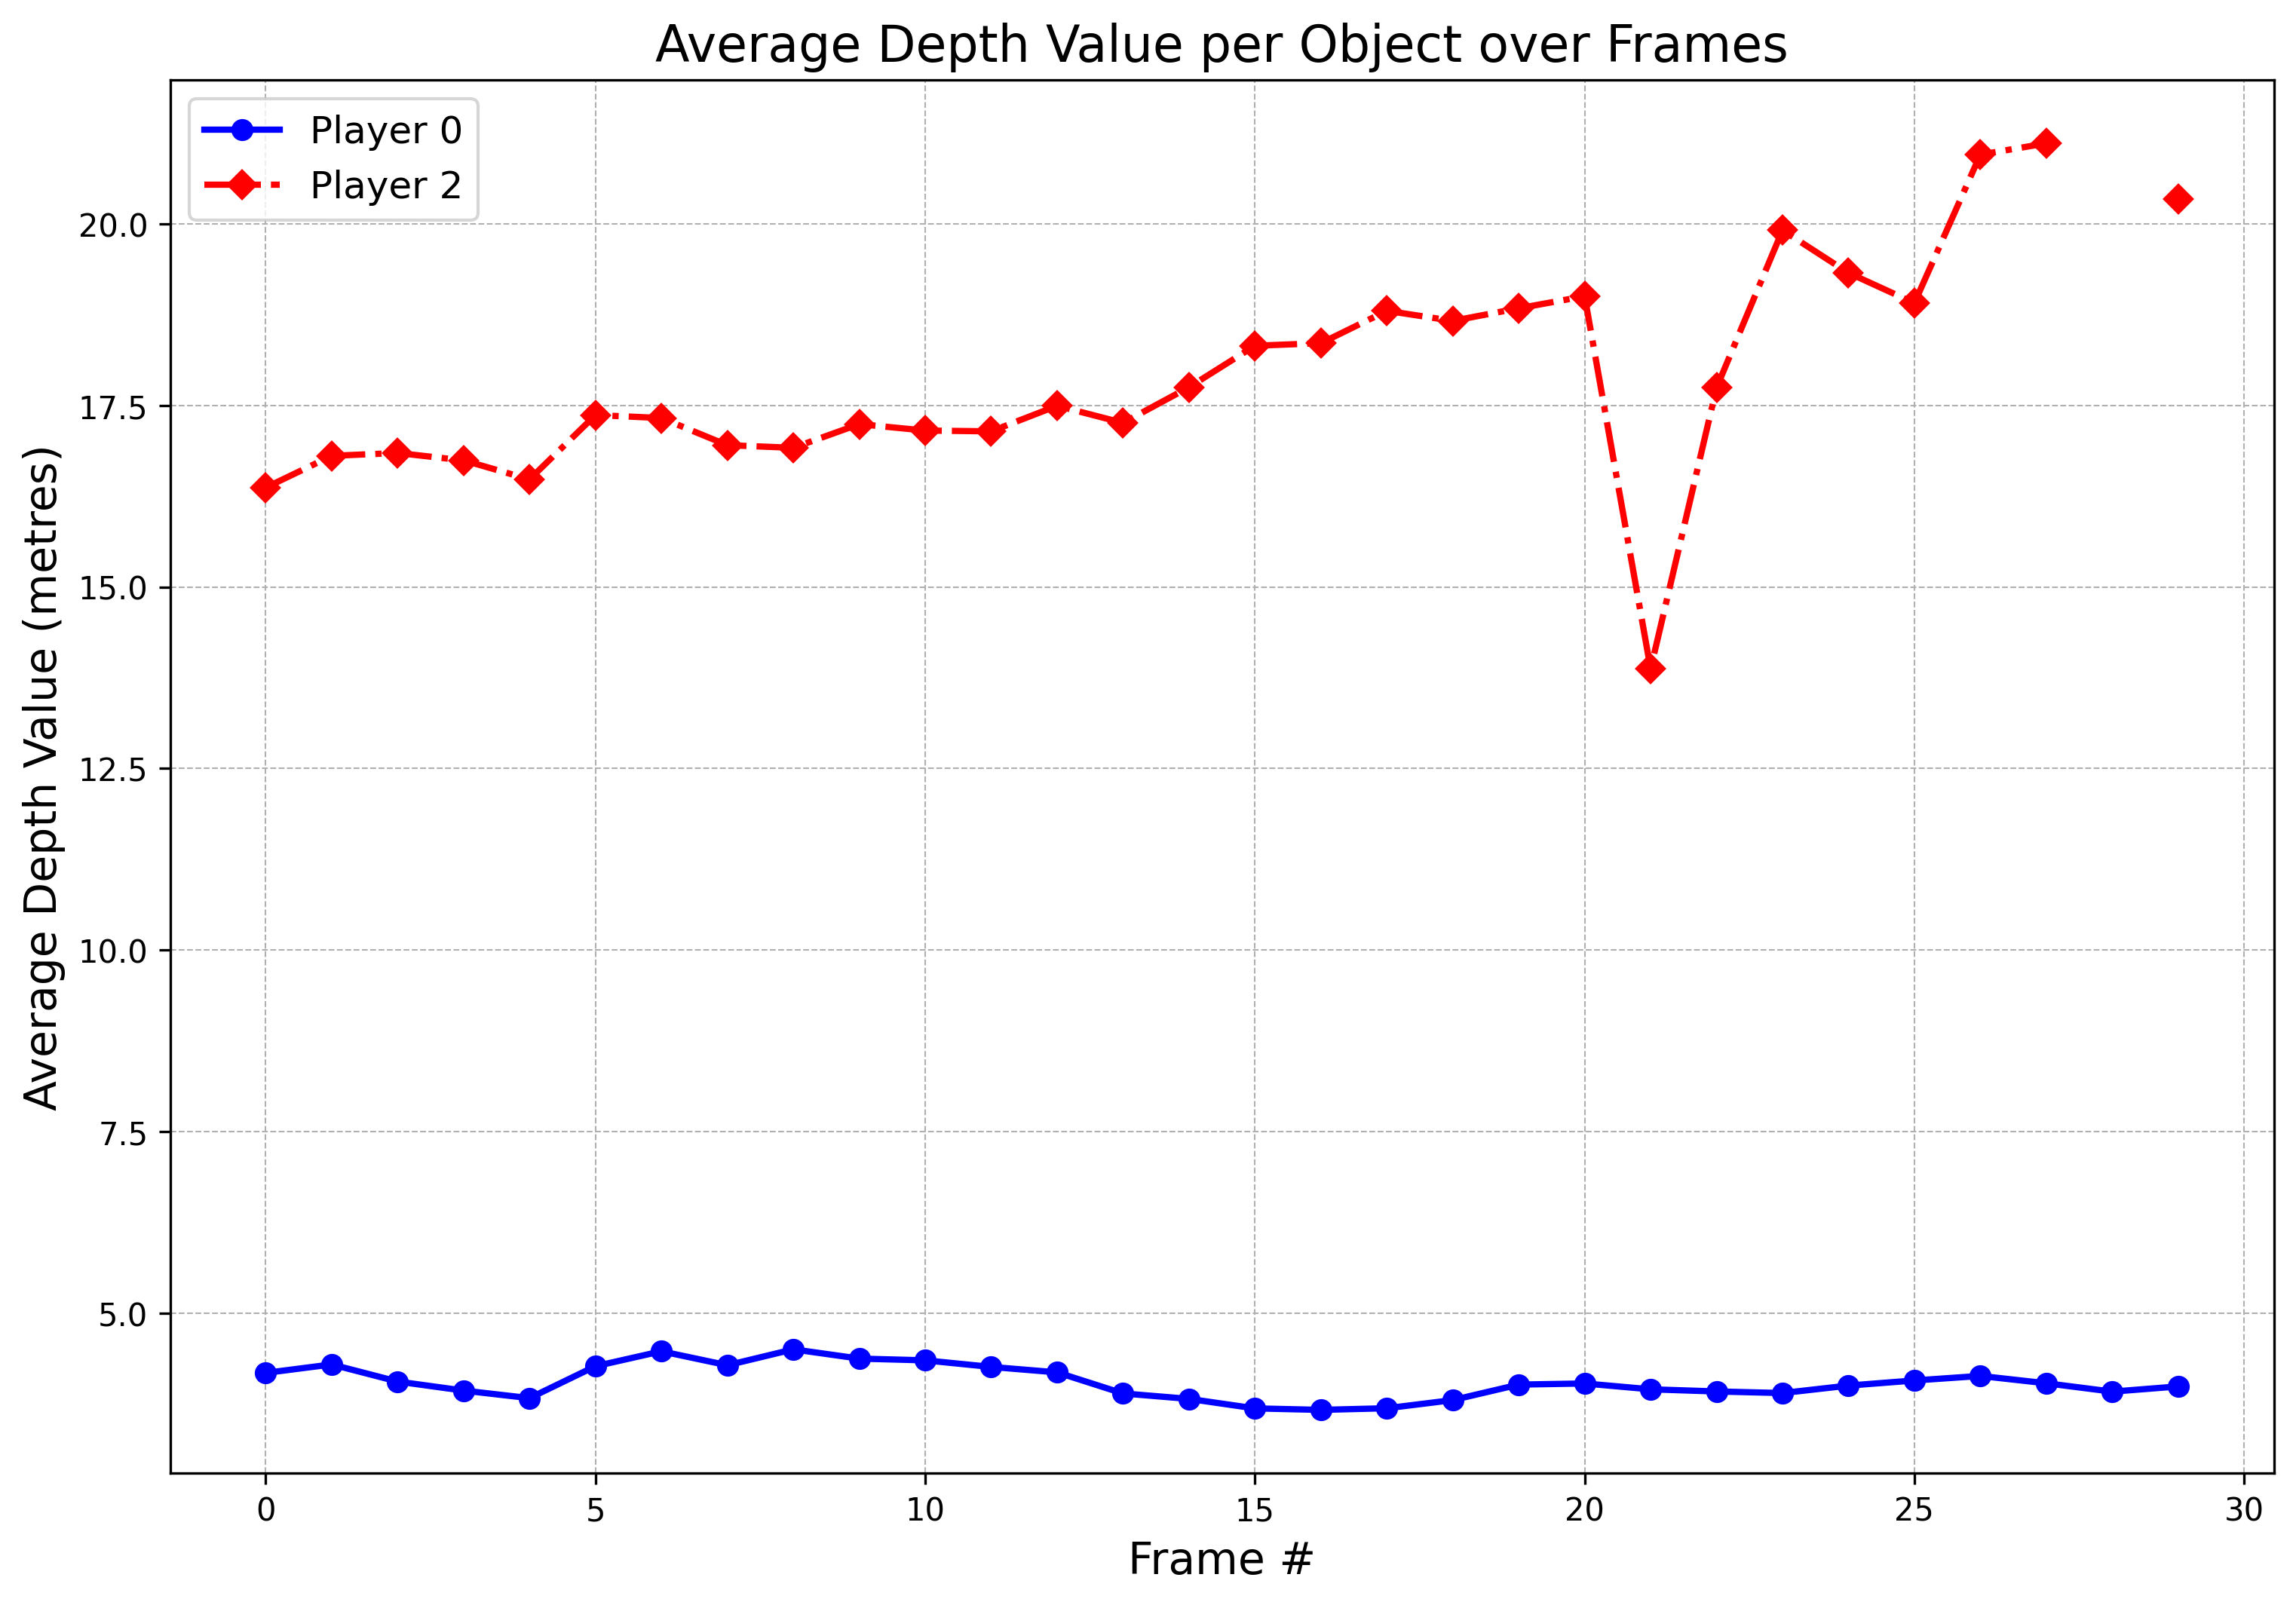 Average Depth Value per Object over Frames
Player 0
Player 2
Average Depth Value (metres)
20.0
17.5
15.0
12.5
10.0
7.5
5.0
0 5 10 15 20 25 30
Frame #